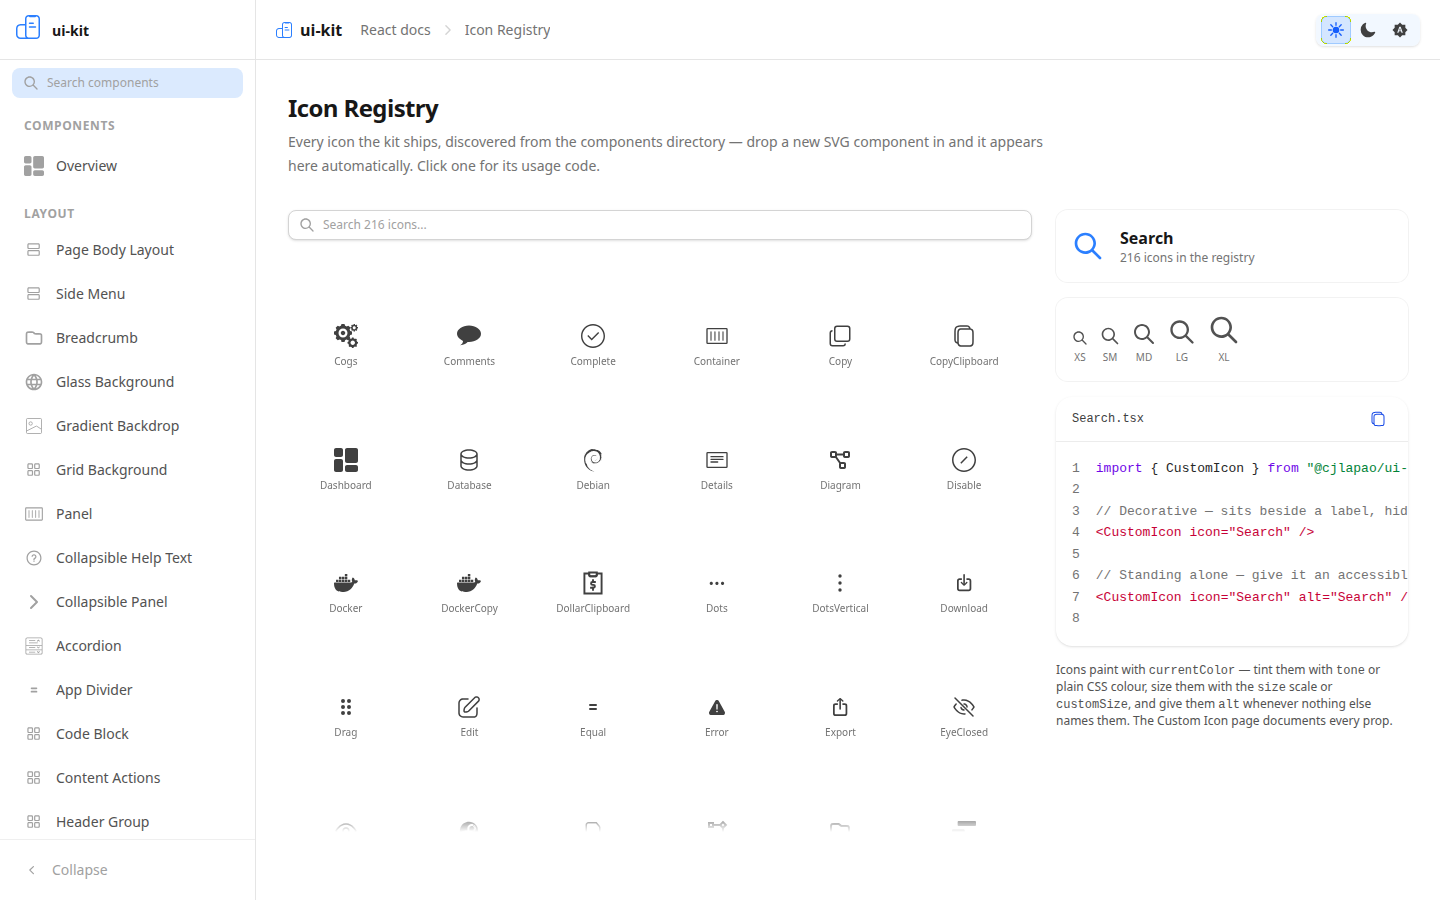 ui-kit
Search components
COMPONENTS
Overview
LAYOUT
Page Body Layout
Side Menu
Breadcrumb
Glass Background
Gradient Backdrop
Grid Background
Panel
Collapsible Help Text
Collapsible Panel
Accordion
App Divider
Code Block
Content Actions
Header Group
Collapse
ui-kit
React docs
Icon Registry
Icon Registry
Every icon the kit ships, discovered from the components directory — drop a new SVG component in and it appears
here automatically. Click one for its usage code.
Search 216 icons...
Cogs
Comments
Complete
Container
Copy
CopyClipboard
Dashboard
Database
Debian
Details
Diagram
Disable
Docker
DockerCopy
DollarClipboard
Dots
DotsVertical
Download
Drag
Edit
Equal
Error
Export
EyeClosed
Search
216 icons in the registry
XS
SM
MD
LG
XL
Search.tsx
1 import { CustomIcon } from "@cjlapao/ui-
2
3 // Decorative — sits beside a label, hid
4 <CustomIcon icon="Search" />
5
6 // Standing alone — give it an accessibl
7 <CustomIcon icon="Search" alt="Search" /
8
Icons paint with currentColor — tint them with tone or
plain CSS colour, size them with the size scale or
customSize, and give them alt whenever nothing else
names them. The Custom Icon page documents every prop.